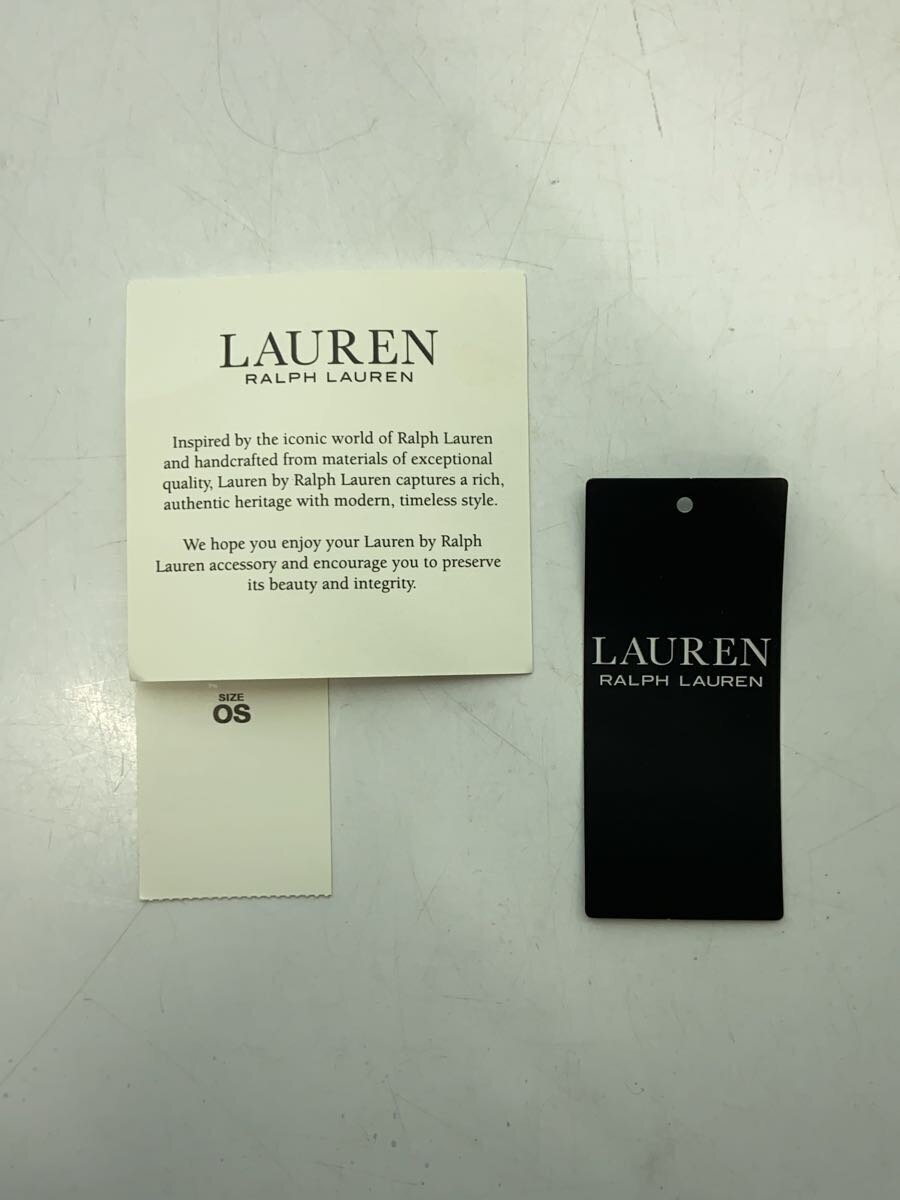 LAUREN
RALPH LAUREN
Inspired by the iconic world of Ralph Lauren
and handcrafted from materials of exceptional
quality, Lauren by Ralph Lauren captures a rich,
authentic heritage with modern, timeless style.
We hope you enjoy your Lauren by Ralph
Lauren accessory and encourage you to preserve
its beauty and integrity.
SIZE
OS
LAUREN
RALPH LAUREN